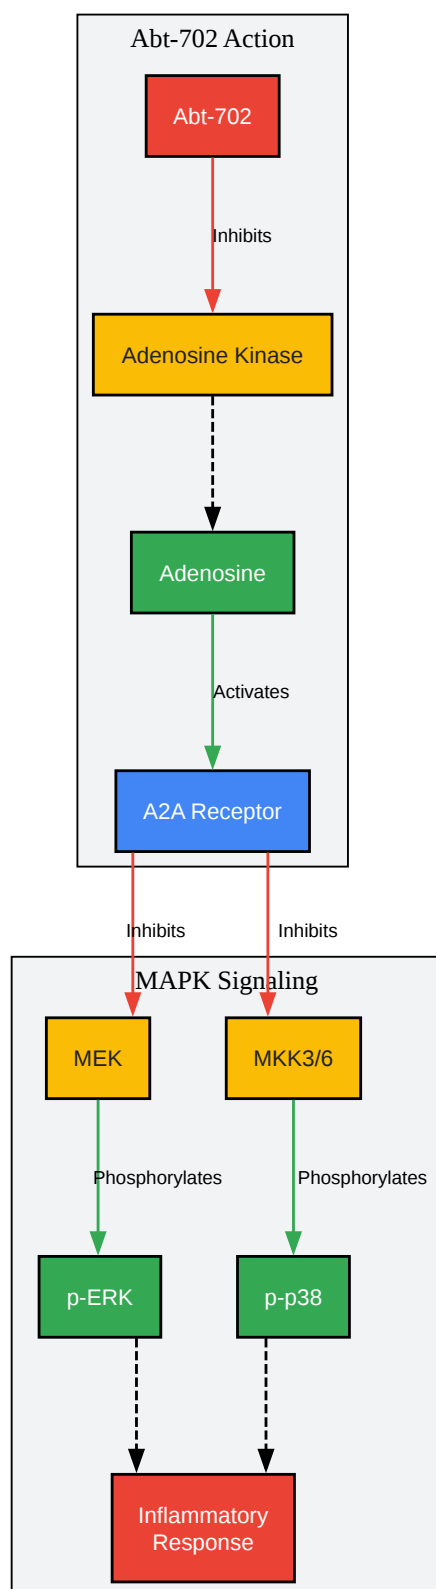 Abt-702 Action
Abt-702
Inhibits
Adenosine Kinase
Adenosine
Activates
A2A Receptor
Inhibits
Inhibits
MAPK Signaling
MEK
MKK3/6
Phosphorylates
Phosphorylates
p-ERK
p-p38
Inflammatory
Response